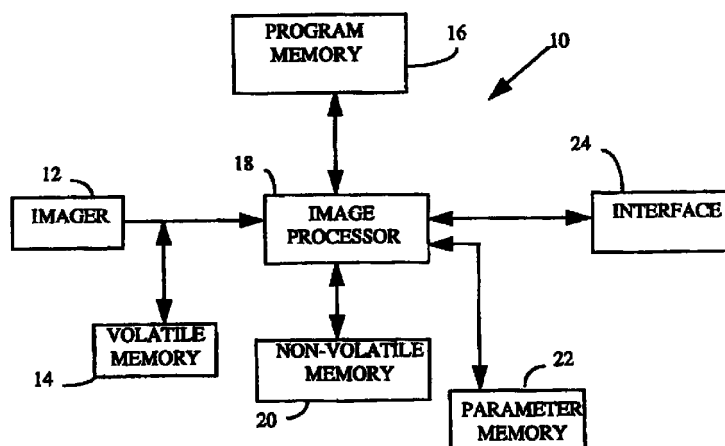 PROGRAM
MEMORY
16
10
12
18
24
IMAGER
IMAGE
PROCESSOR
INTERFACE
VOLATILE
MEMORY
14
NON-VOLATILE
MEMORY
20
22
PARAMETER
MEMORY